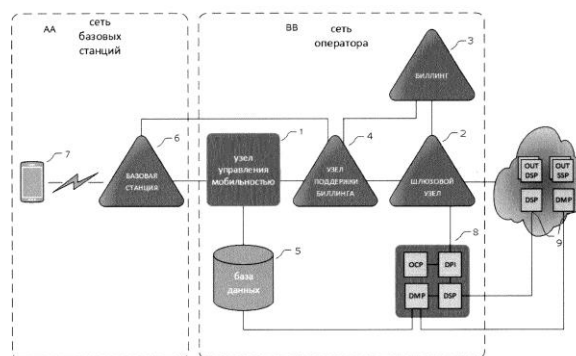 AA
сеть
базовых
станций
BB
сеть
оператора
3
БИЛЛИНГ
6
1
4
2
7
БАЗОВАЯ
СТАНЦИЯ
узел
управления
мобильностью
УЗЕЛ
ПОДДЕРЖКИ
БИЛЛИНГА
ШЛЮЗОВОЙ
УЗЕЛ
OUT
DSP
OUT
SSP
DSP
DMP
9
5
база
данных
8
OCP
DPI
DMP
DSP